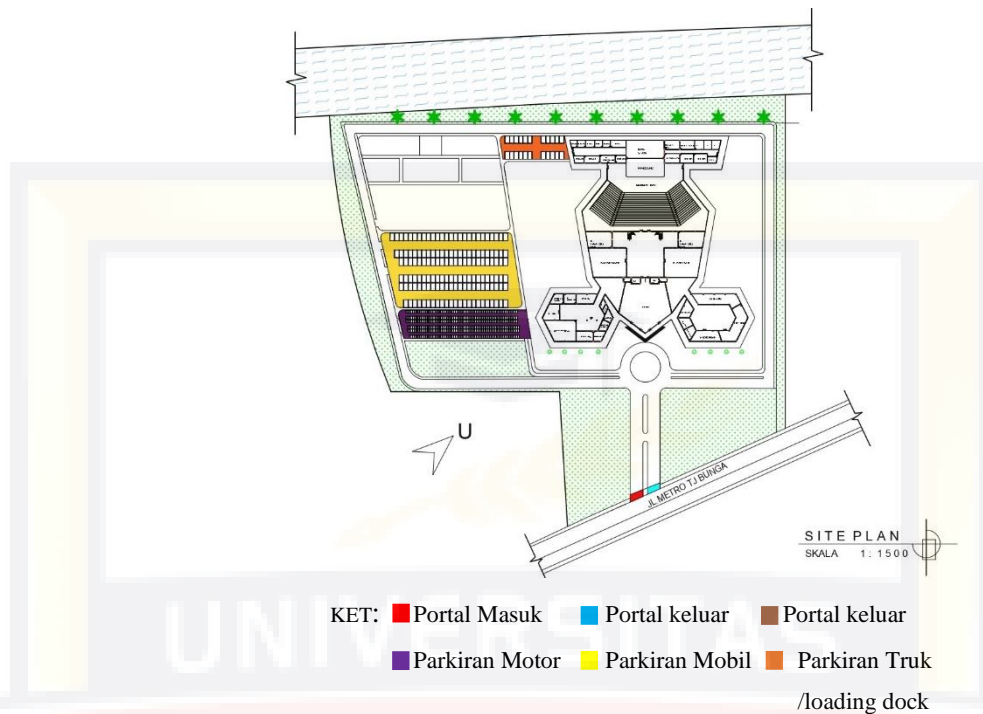 U
JL METRO TJ BUNGA
SITE PLAN
SKALA 1 : 1500
KET: Portal Masuk Portal keluar Portal keluar
Parkiran Motor Parkiran Mobil Parkiran Truk
/loading dock
UNIVERSITAS